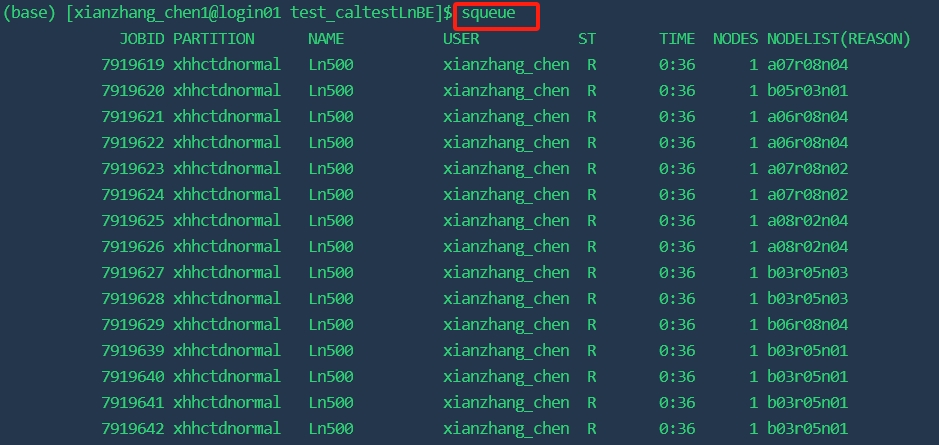 (base) [xianzhang_chen1@login01 test_caltestLnBE]$ squeue
JOBID PARTITION NAME USER ST TIME NODES NODELIST(REASON)
7919619 xhhctdnormal Ln500 xianzhang_chen R 0:36 1 a07r08n04
7919620 xhhctdnormal Ln500 xianzhang_chen R 0:36 1 b05r03n01
7919621 xhhctdnormal Ln500 xianzhang_chen R 0:36 1 a06r08n04
7919622 xhhctdnormal Ln500 xianzhang_chen R 0:36 1 a06r08n04
7919623 xhhctdnormal Ln500 xianzhang_chen R 0:36 1 a07r08n02
7919624 xhhctdnormal Ln500 xianzhang_chen R 0:36 1 a07r08n02
7919625 xhhctdnormal Ln500 xianzhang_chen R 0:36 1 a08r02n04
7919626 xhhctdnormal Ln500 xianzhang_chen R 0:36 1 a08r02n04
7919627 xhhctdnormal Ln500 xianzhang_chen R 0:36 1 b03r05n03
7919628 xhhctdnormal Ln500 xianzhang_chen R 0:36 1 b03r05n03
7919629 xhhctdnormal Ln500 xianzhang_chen R 0:36 1 b06r08n04
7919639 xhhctdnormal Ln500 xianzhang_chen R 0:36 1 b03r05n01
7919640 xhhctdnormal Ln500 xianzhang_chen R 0:36 1 b03r05n01
7919641 xhhctdnormal Ln500 xianzhang_chen R 0:36 1 b03r05n01
7919642 xhhctdnormal Ln500 xianzhang_chen R 0:36 1 b03r05n01